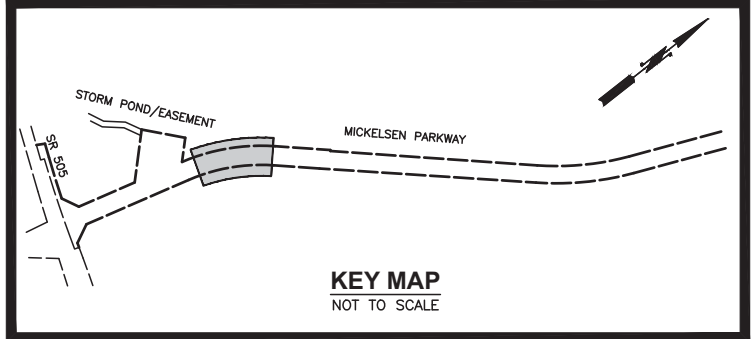 STORM POND/EASEMENT
MICKELSEN PARKWAY
SR 505
KEY MAP
NOT TO SCALE